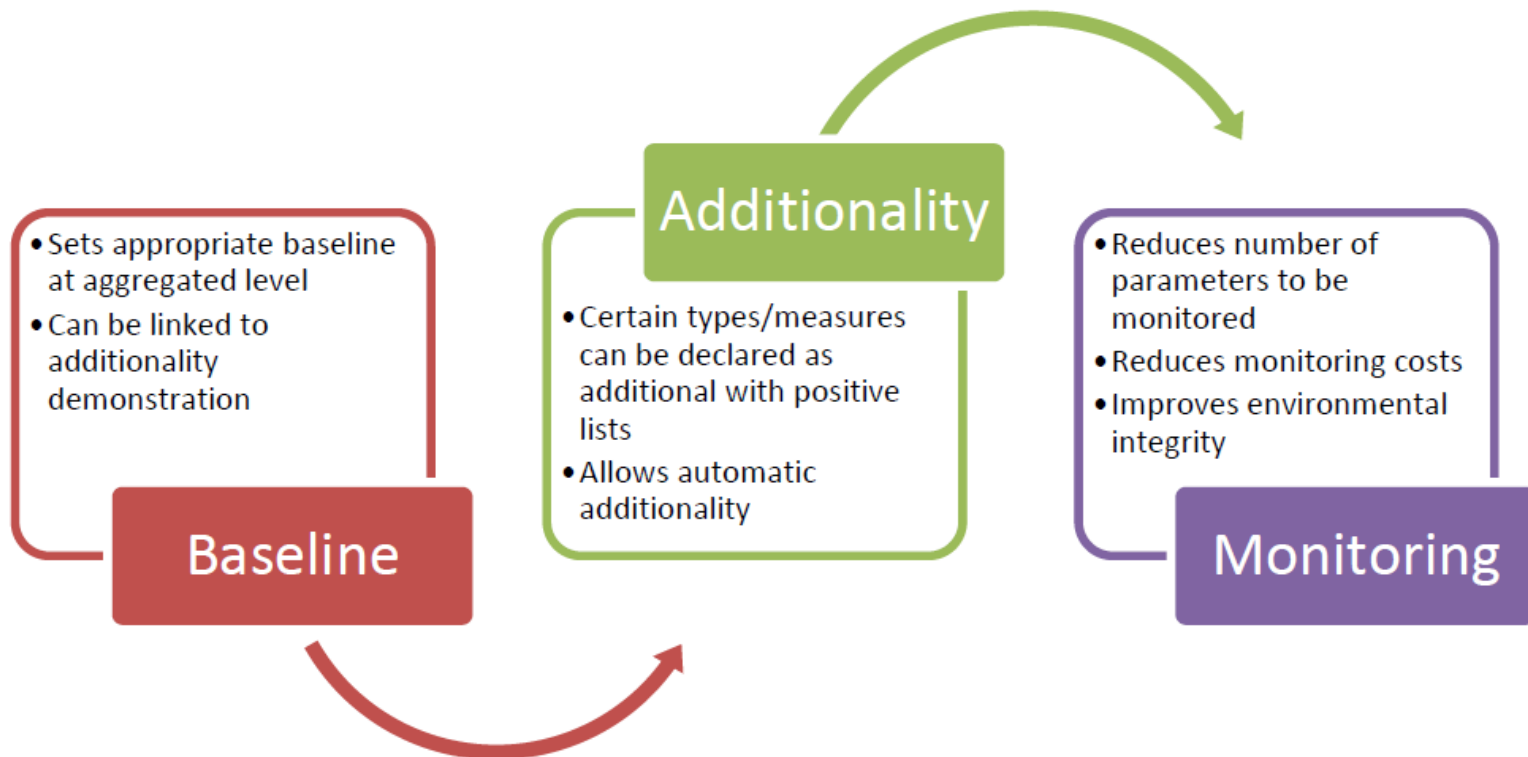 • Sets appropriate baseline
at aggregated level
• Can be linked to
additionality
demonstration
Baseline
Additionality
• Certain types/measures
can be declared as
additional with positive
lists
• Allows automatic
additionality
• Reduces number of
parameters to be
monitored
• Reduces monitoring costs
• Improves environmental
integrity
Monitoring